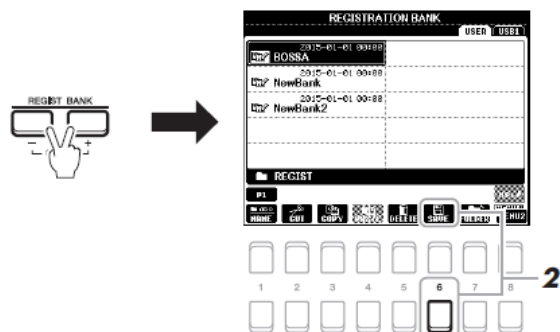 REGISTRATION BANK
USER USB1
2015-01-01 00:00
BOSSA
2015-01-01 00:00
NewBank
2015-01-01 00:00
NewBank2
REGIST BANK
- +
REGIST
P1
NAME CUT COPY DELETE SAVE FOLDER MENU2
1 2 3 4 5 6 7 8
2